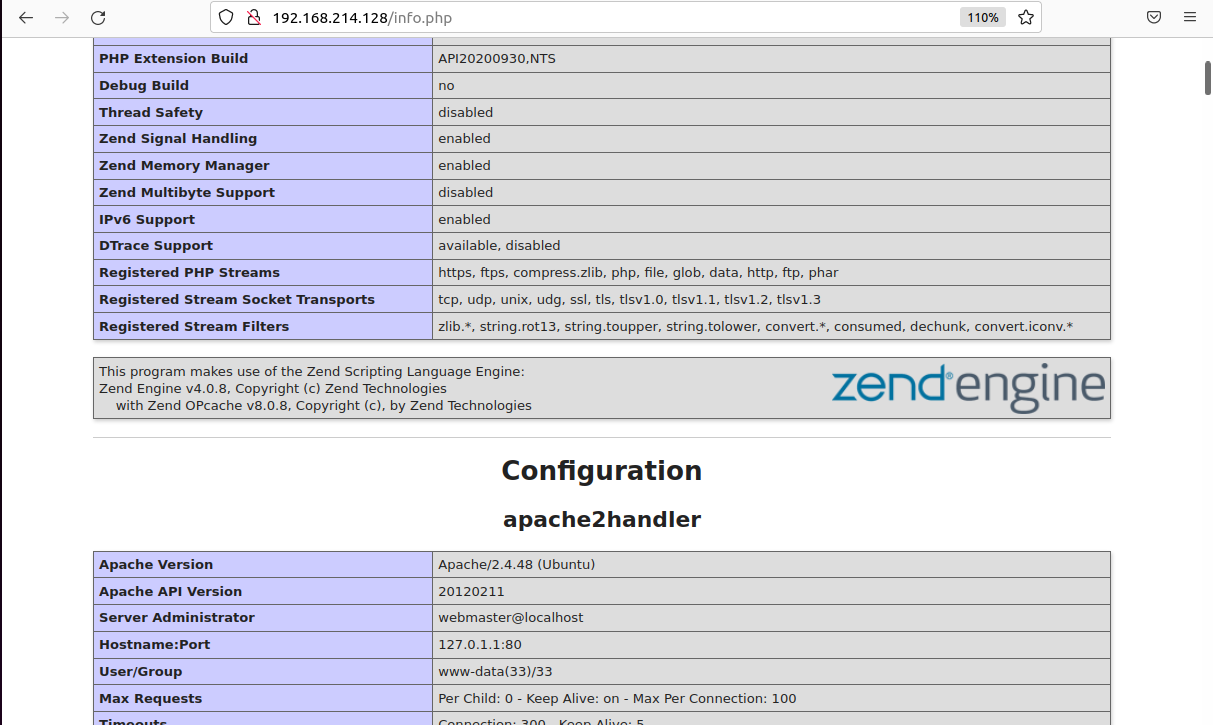 192.168.214.128/info.php 110%
PHP Extension Build API20200930,NTS
Debug Build no
Thread Safety disabled
Zend Signal Handling enabled
Zend Memory Manager enabled
Zend Multibyte Support disabled
IPv6 Support enabled
DTrace Support available, disabled
Registered PHP Streams https, ftps, compress.zlib, php, file, glob, data, http, ftp, phar
Registered Stream Socket Transports tcp, udp, unix, udg, ssl, tls, tlsv1.0, tlsv1.1, tlsv1.2, tlsv1.3
Registered Stream Filters zlib.*, string.rot13, string.toupper, string.tolower, convert.*, consumed, dechunk, convert.iconv.*
This program makes use of the Zend Scripting Language Engine:
Zend Engine v4.0.8, Copyright (c) Zend Technologies
with Zend OPcache v8.0.8, Copyright (c), by Zend Technologies
zend® engine
Configuration
apache2handler
Apache Version Apache/2.4.48 (Ubuntu)
Apache API Version 20120211
Server Administrator webmaster@localhost
Hostname:Port 127.0.1.1:80
User/Group www-data(33)/33
Max Requests Per Child: 0 - Keep Alive: on - Max Per Connection: 100
Timeouts Connection: 300 - Keep Alive: 5